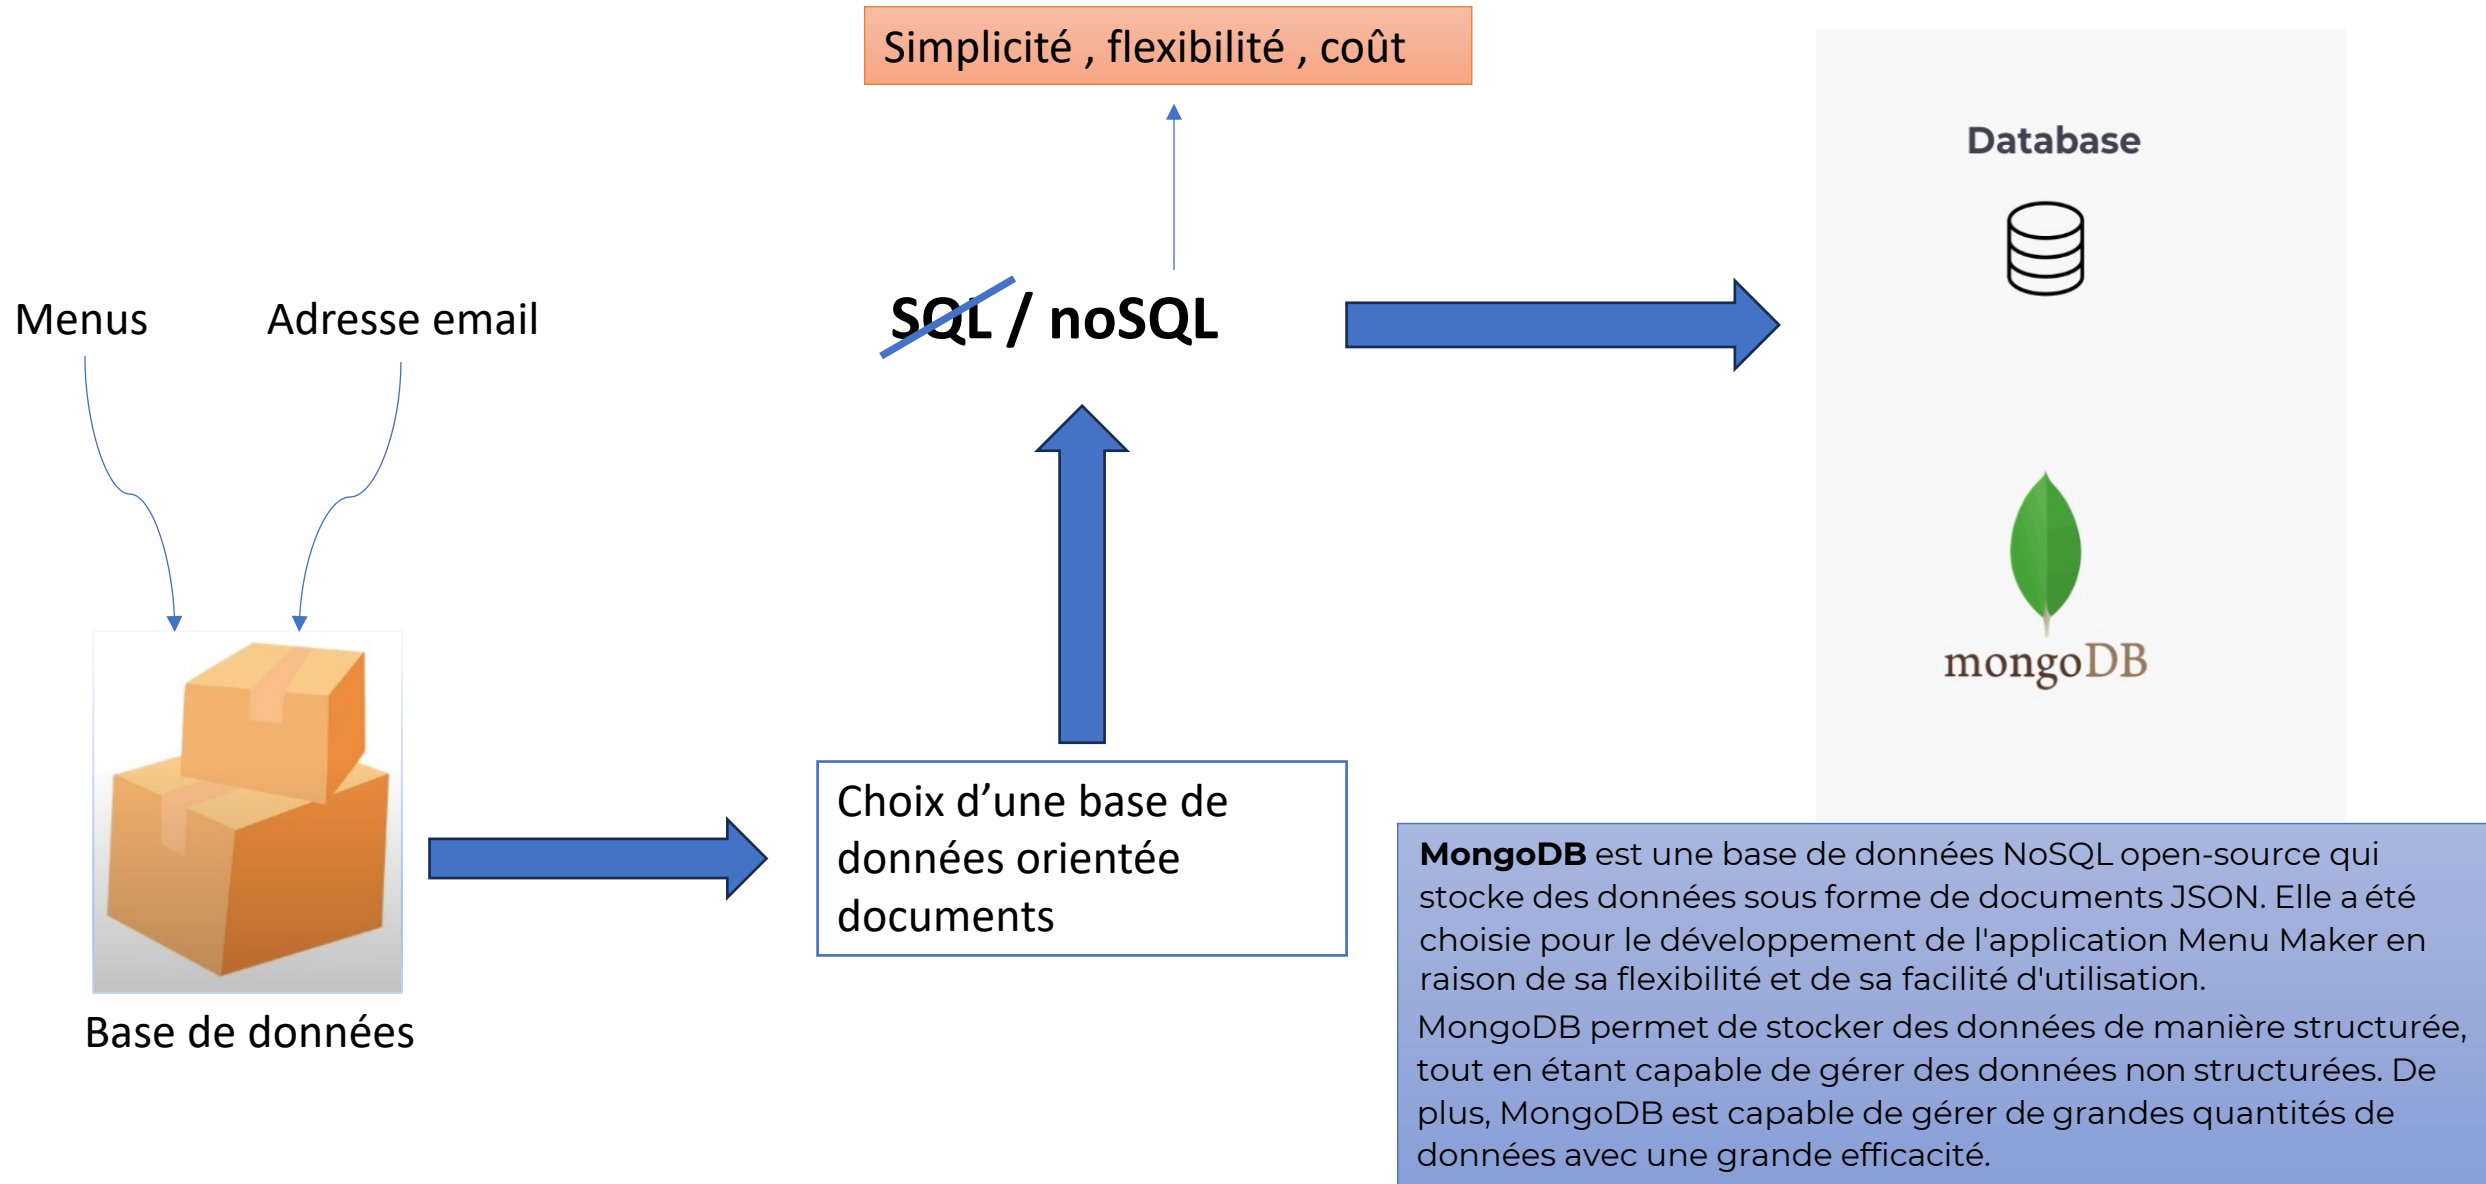 Simplicité , flexibilité , coût
Database
Menus
Adresse email
SQL / noSQL
mongoDB
Choix d’une base de
données orientée
documents
Base de données
MongoDB est une base de données NoSQL open-source qui
stocke des données sous forme de documents JSON. Elle a été
choisie pour le développement de l'application Menu Maker en
raison de sa flexibilité et de sa facilité d'utilisation.
MongoDB permet de stocker des données de manière structurée,
tout en étant capable de gérer des données non structurées. De
plus, MongoDB est capable de gérer de grandes quantités de
données avec une grande efficacité.